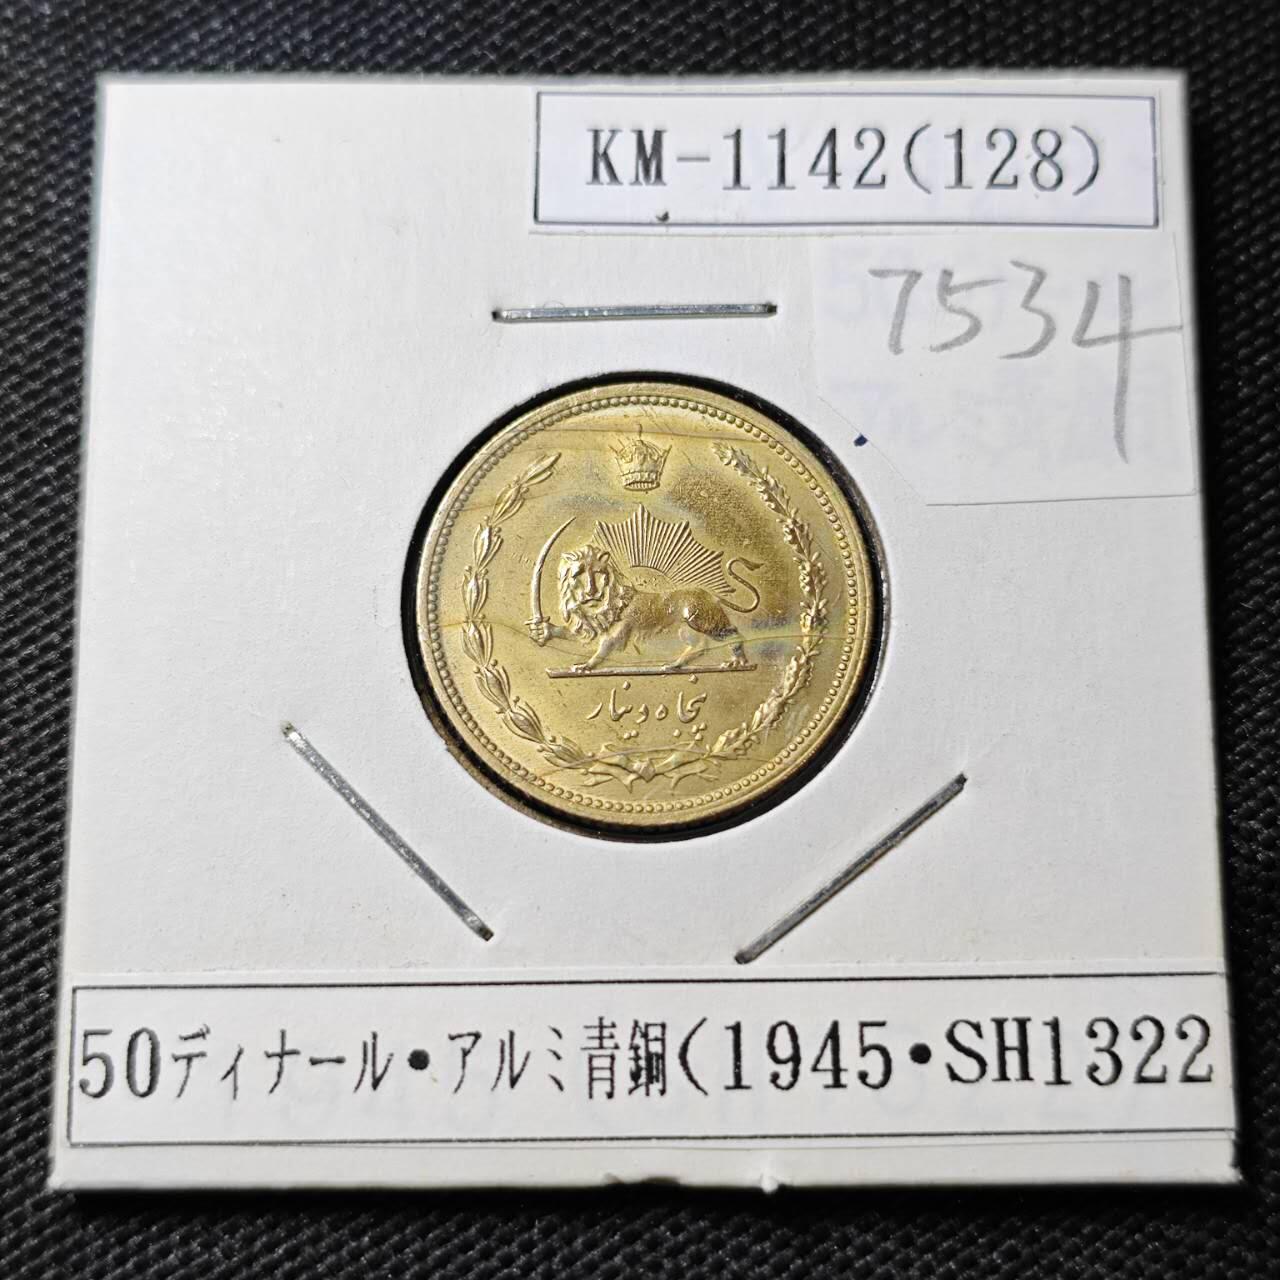 KM-1142(128)
7534
پنجاه دینار
50ディナール・アルミ青銅(1945・SH1322